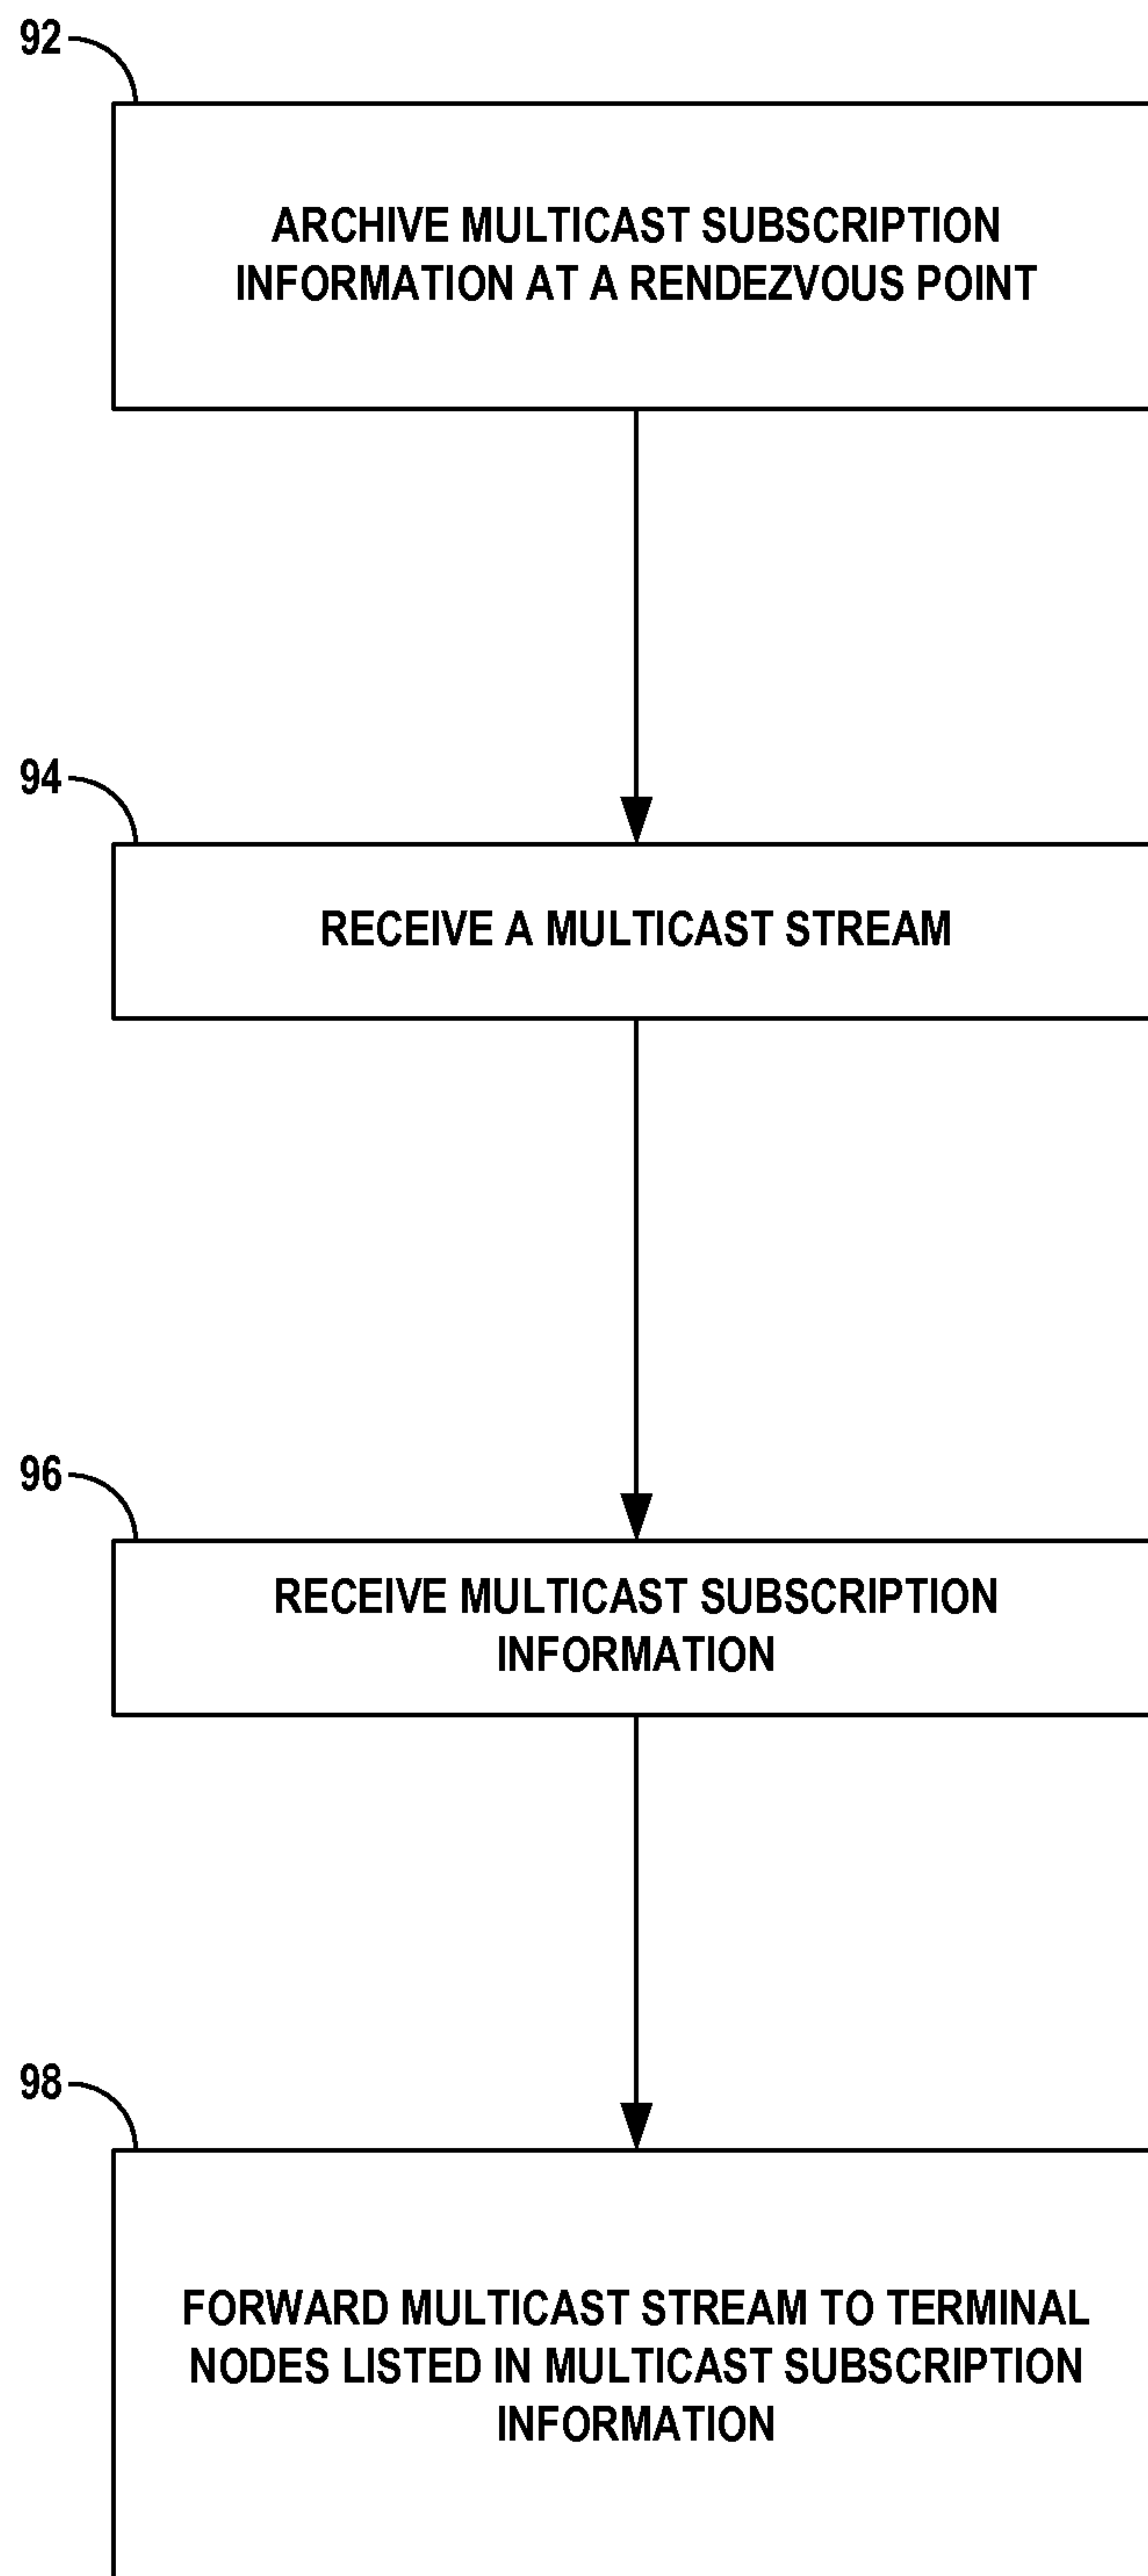 92
ARCHIVE MULTICAST SUBSCRIPTION
INFORMATION AT A RENDEZVOUS POINT
94
RECEIVE A MULTICAST STREAM
96
RECEIVE MULTICAST SUBSCRIPTION
INFORMATION
98
FORWARD MULTICAST STREAM TO TERMINAL
NODES LISTED IN MULTICAST SUBSCRIPTION
INFORMATION